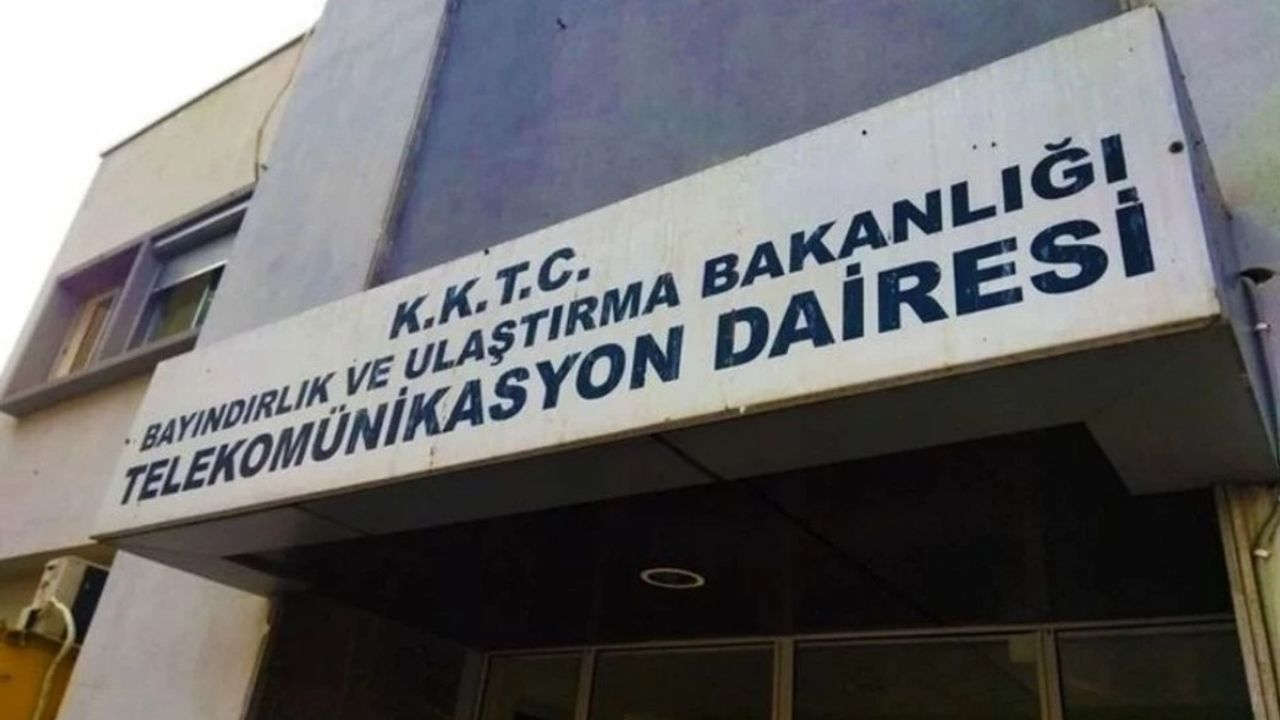 K.K.T.C.
BAYINDIRLIK VE ULAŞTIRMA BAKANLIĞI
TELEKOMÜNİKASYON DAİRESİ